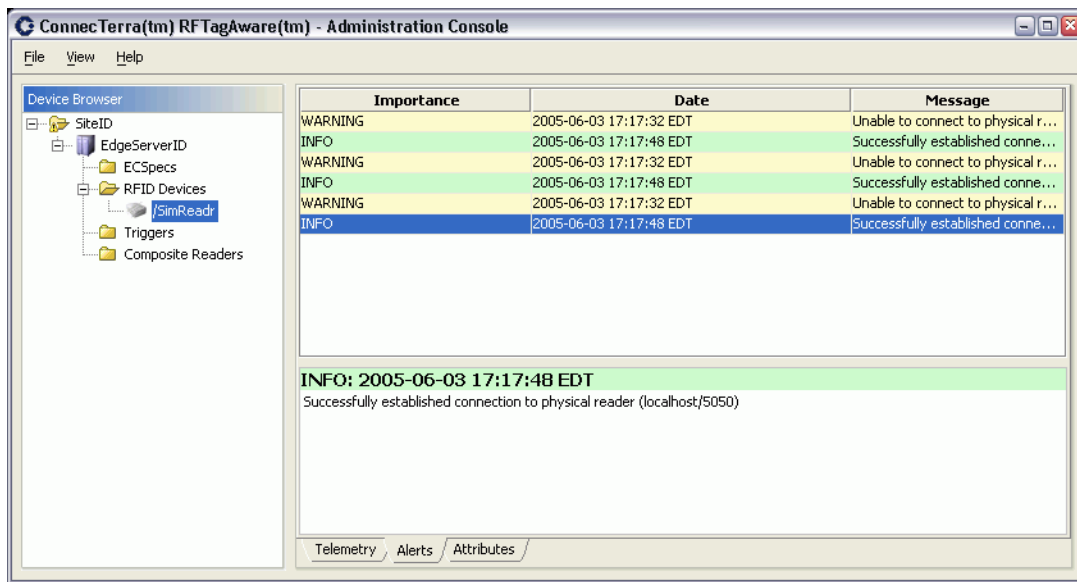 ConnecTerra(tm) RFTagAware(tm) - Administration Console
File View Help
Device Browser
SiteID
EdgeServerID
ECSpecs
RFID Devices
/SimReadr
Triggers
Composite Readers
Importance Date Message
WARNING 2005-06-03 17:17:32 EDT Unable to connect to physical r...
INFO 2005-06-03 17:17:48 EDT Successfully established conne...
WARNING 2005-06-03 17:17:32 EDT Unable to connect to physical r...
INFO 2005-06-03 17:17:48 EDT Successfully established conne...
WARNING 2005-06-03 17:17:32 EDT Unable to connect to physical r...
INFO 2005-06-03 17:17:48 EDT Successfully established conne...
INFO: 2005-06-03 17:17:48 EDT
Successfully established connection to physical reader (localhost/5050)
Telemetry Alerts Attributes